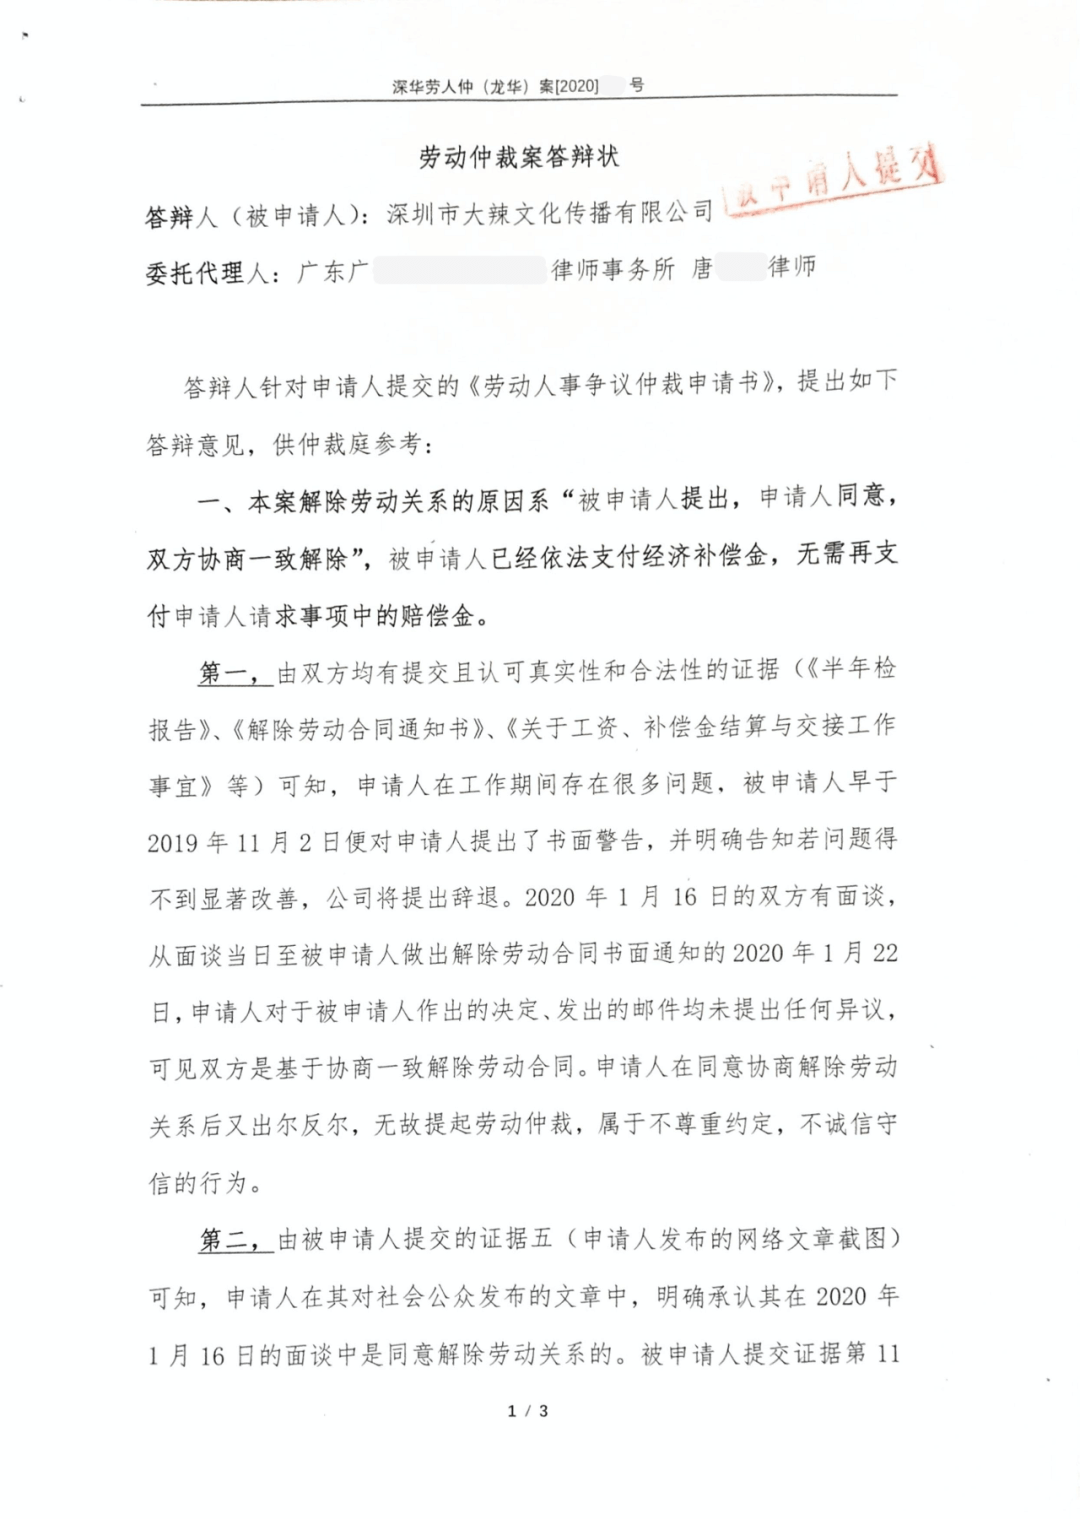 深华劳人仲（龙华）案[2020] 号
劳动仲裁案答辩状
被申请人提交
答辩人（被申请人）：深圳市大辣文化传播有限公司
委托代理人：广东广 律师事务所 唐 律师
答辩人针对申请人提交的《劳动人事争议仲裁申请书》，提出如下
答辩意见，供仲裁庭参考：
一、本案解除劳动关系的原因系“被申请人提出，申请人同意，
双方协商一致解除”，被申请人已经依法支付经济补偿金，无需再支
付申请人请求事项中的赔偿金。
第一，由双方均有提交且认可真实性和合法性的证据（《半年检
报告》、《解除劳动合同通知书》、《关于工资、补偿金结算与交接工作
事宜》等）可知，申请人在工作期间存在很多问题，被申请人早于
2019 年 11 月 2 日便对申请人提出了书面警告，并明确告知若问题得
不到显著改善，公司将提出辞退。2020 年 1 月 16 日的双方有面谈，
从面谈当日至被申请人做出解除劳动合同书面通知的 2020 年 1 月 22
日，申请人对于被申请人作出的决定、发出的邮件均未提出任何异议，
可见双方是基于协商一致解除劳动合同。申请人在同意协商解除劳动
关系后又出尔反尔，无故提起劳动仲裁，属于不尊重约定，不诚信守
信的行为。
第二，由被申请人提交的证据五（申请人发布的网络文章截图）
可知，申请人在其对社会公众发布的文章中，明确承认其在 2020 年
1 月 16 日的面谈中是同意解除劳动关系的。被申请人提交证据第 11
1 / 3